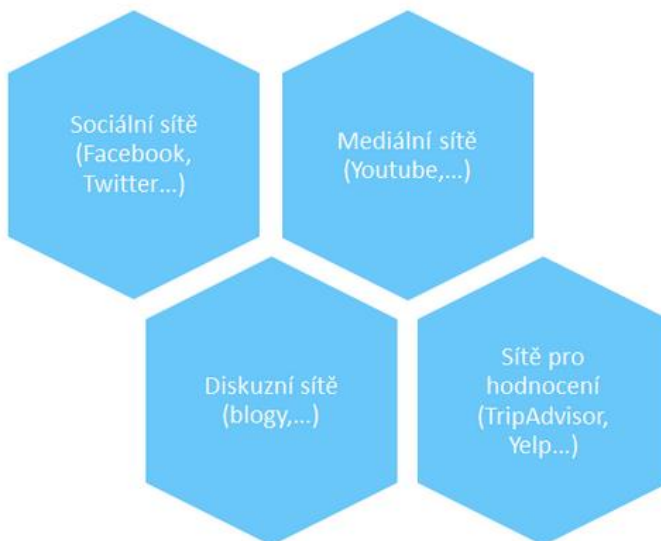 Sociální sítě
(Facebook,
Twitter...)
Mediální sítě
(Youtube,...)
Diskuzní sítě
(blogy,...)
Sítě pro
hodnocení
(TripAdvisor,
Yelp...)